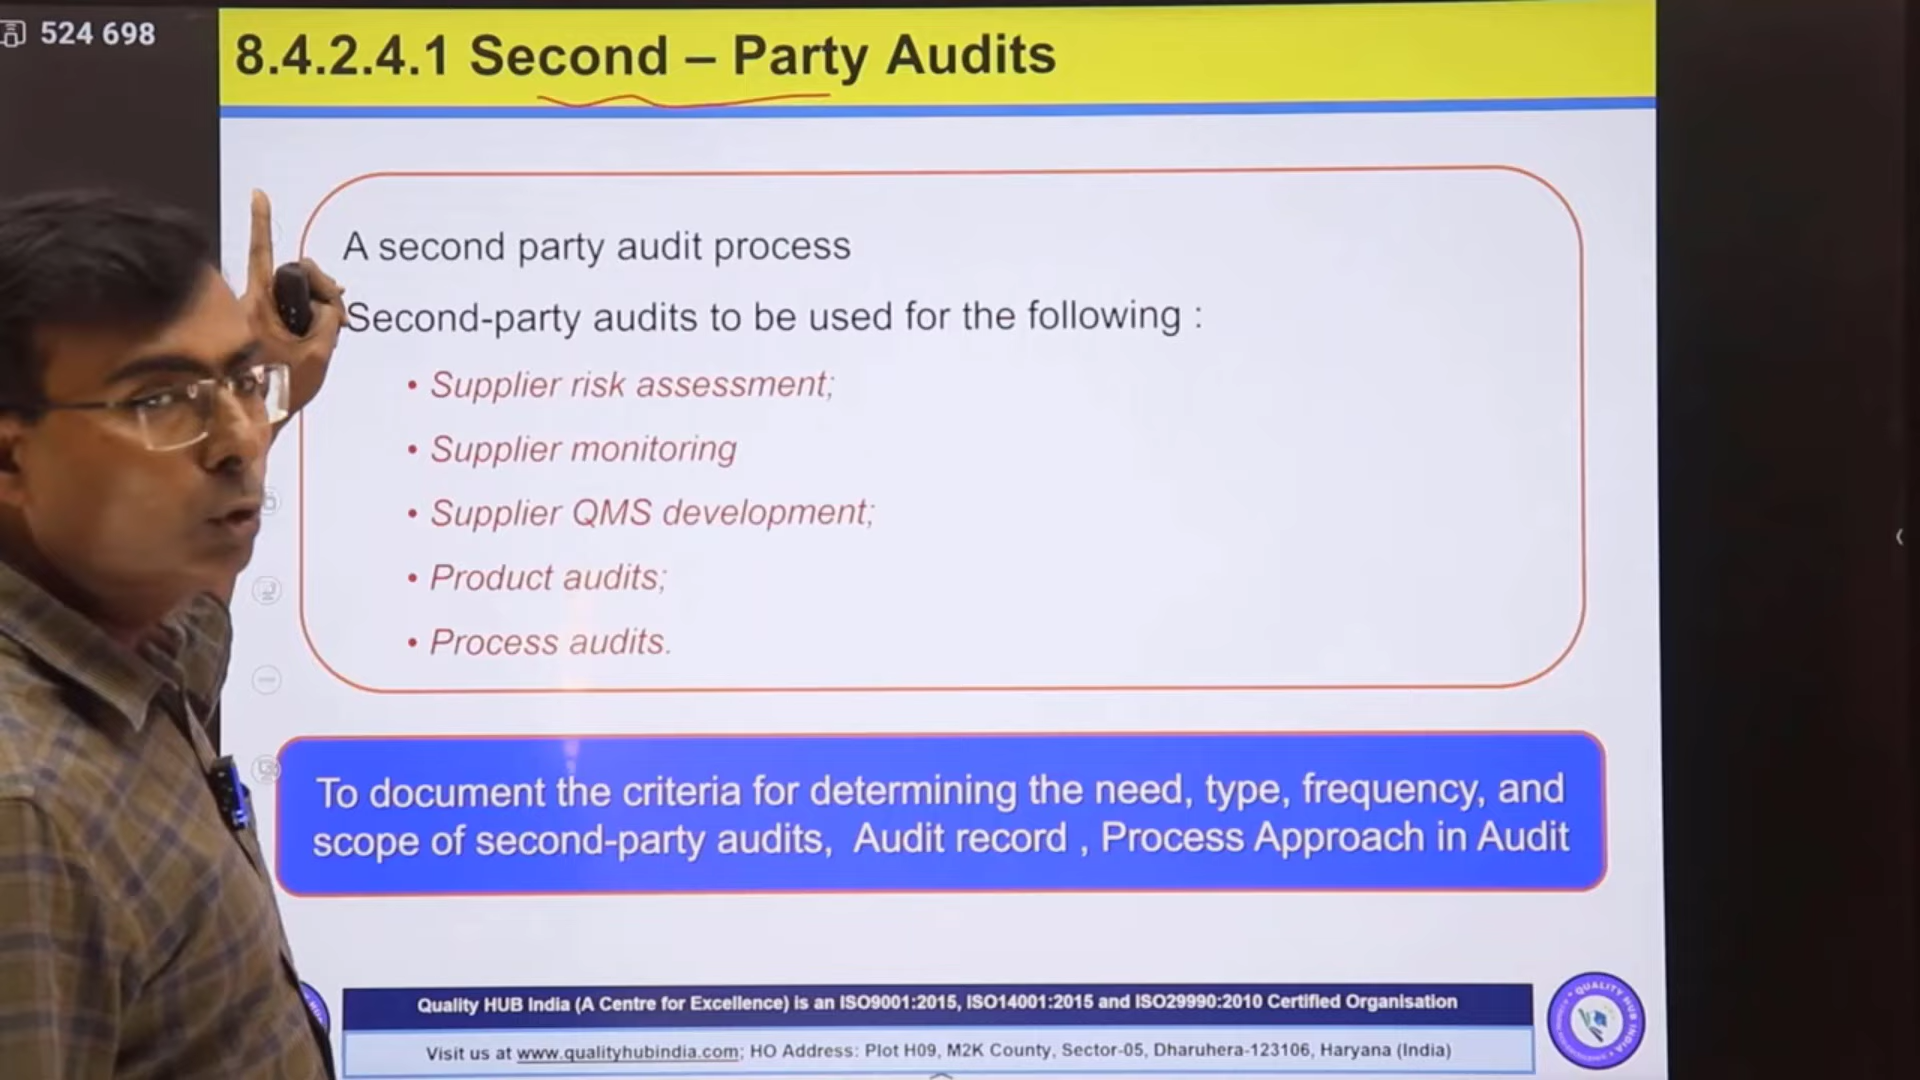 524 698
8.4.2.4.1 Second – Party Audits
A second party audit process
Second-party audits to be used for the following :
• Supplier risk assessment;
• Supplier monitoring
• Supplier QMS development;
• Product audits;
• Process audits.
To document the criteria for determining the need, type, frequency, and
scope of second-party audits, Audit record , Process Approach in Audit
Quality HUB India (A Centre for Excellence) is an ISO9001:2015, ISO14001:2015 and ISO29990:2010 Certified Organisation
Visit us at www.qualityhubindia.com; HO Address: Plot H09, M2K County, Sector-05, Dharuhera-123106, Haryana (India)
QUALITY HUB INDIA